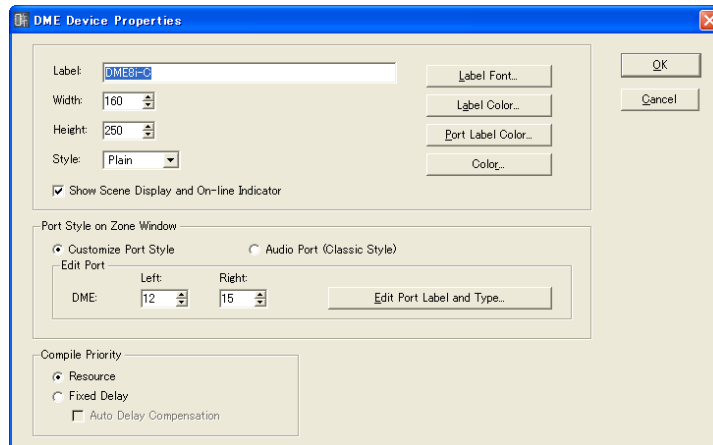 DME Device Properties
Label: DME8i-C Label Font...
Width: 160 Label Color...
Height: 250 Port Label Color...
Style: Plain Color...
Show Scene Display and On-line Indicator
OK
Cancel
Port Style on Zone Window
Customize Port Style Audio Port (Classic Style)
Edit Port
Left: Right:
DME: 12 15 Edit Port Label and Type...
Compile Priority
Resource
Fixed Delay
Auto Delay Compensation